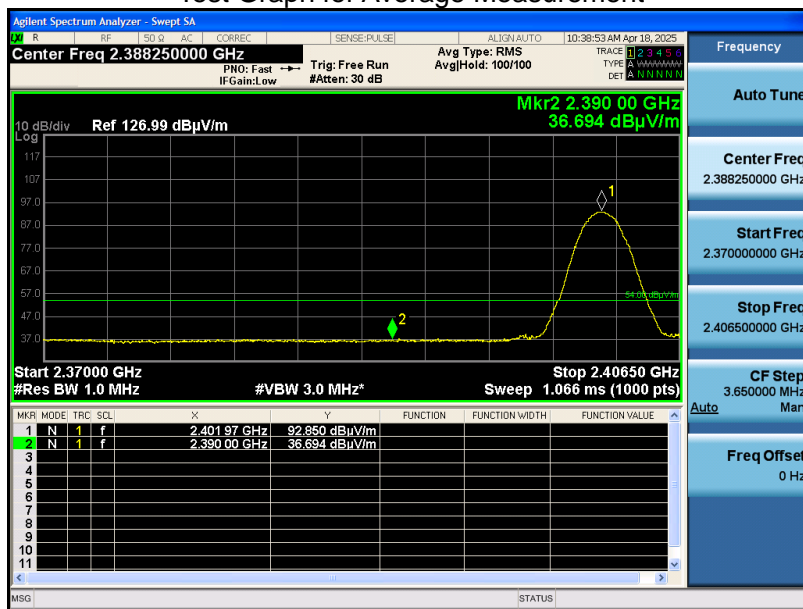 Test Graph for Average Measurement
Agilent Spectrum Analyzer - Swept SA
LXI R RF 50 Ω AC CORREC SENSE:PULSE ALIGN AUTO 10:38:53 AM Apr 18, 2025
Center Freq 2.388250000 GHz
PNO: Fast
IFGain:Low
Trig: Free Run
#Atten: 30 dB
Avg Type: RMS
Avg|Hold: 100/100
TRACE 1 2 3 4 5 6
TYPE A WWWWW
DET A N N N N N
Mkr2 2.390 00 GHz
36.694 dBµV/m
10 dB/div Ref 126.99 dBµV/m
Log
117
107
97.0
87.0
77.0
67.0
57.0
47.0
37.0
1
2
54.00 dBµV/m
Start 2.37000 GHz Stop 2.40650 GHz
#Res BW 1.0 MHz #VBW 3.0 MHz* Sweep 1.066 ms (1000 pts)
MKR MODE TRC SCL X Y FUNCTION FUNCTION WIDTH FUNCTION VALUE
1 N 1 f 2.401 97 GHz 92.850 dBµV/m
2 N 1 f 2.390 00 GHz 36.694 dBµV/m
3
4
5
6
7
8
9
10
11
MSG STATUS
Frequency
Auto Tune
Center Freq
2.388250000 GHz
Start Freq
2.370000000 GHz
Stop Freq
2.406500000 GHz
CF Step
3.650000 MHz
Auto Man
Freq Offset
0 Hz